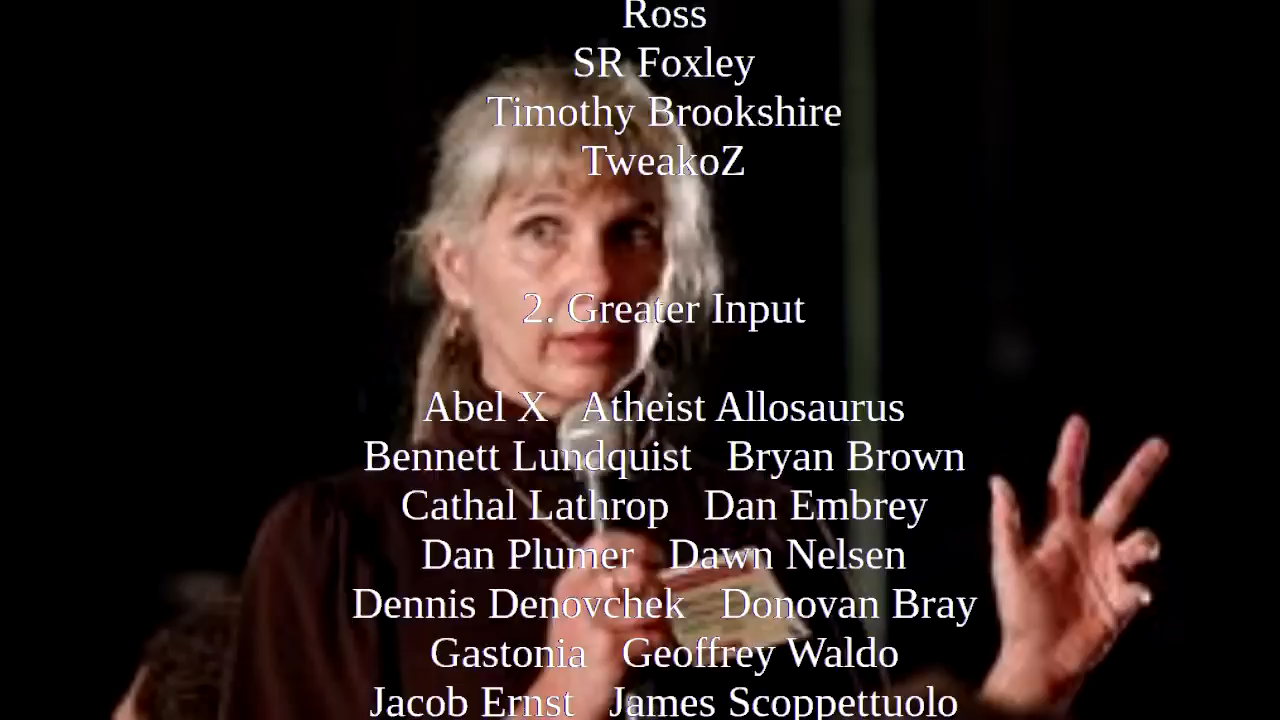 Ross
SR Foxley
Timothy Brookshire
TweakoZ
2. Greater Input
Abel X Atheist Allosaurus
Bennett Lundquist Bryan Brown
Cathal Lathrop Dan Embrey
Dan Plumer Dawn Nelsen
Dennis Denovchek Donovan Bray
Gastonia Geoffrey Waldo
Jacob Ernst James Scoppettuolo